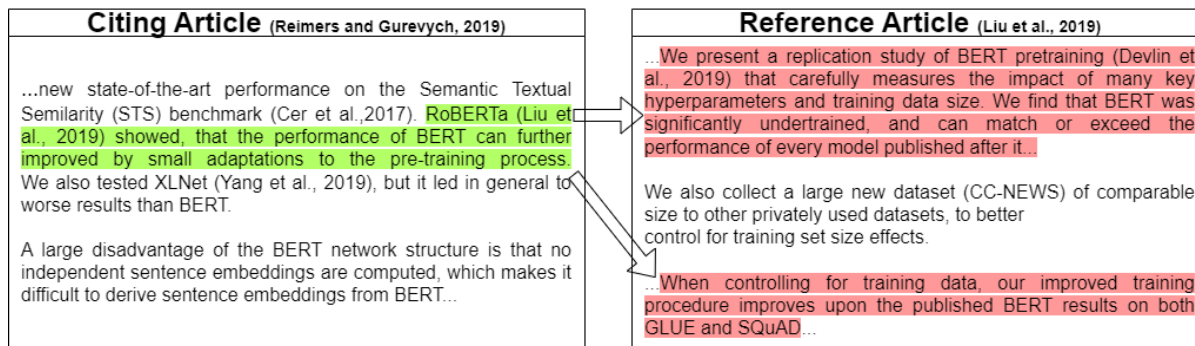 Citing Article (Reimers and Gurevych, 2019)
...new state-of-the-art performance on the Semantic Textual
Semilarity (STS) benchmark (Cer et al.,2017). RoBERTa (Liu et
al., 2019) showed, that the performance of BERT can further
improved by small adaptations to the pre-training process.
We also tested XLNet (Yang et al., 2019), but it led in general to
worse results than BERT.
A large disadvantage of the BERT network structure is that no
independent sentence embeddings are computed, which makes it
difficult to derive sentence embeddings from BERT...
Reference Article (Liu et al., 2019)
...We present a replication study of BERT pretraining (Devlin et
al., 2019) that carefully measures the impact of many key
hyperparameters and training data size. We find that BERT was
significantly undertrained, and can match or exceed the
performance of every model published after it...
We also collect a large new dataset (CC-NEWS) of comparable
size to other privately used datasets, to better
control for training set size effects.
...When controlling for training data, our improved training
procedure improves upon the published BERT results on both
GLUE and SQuAD...